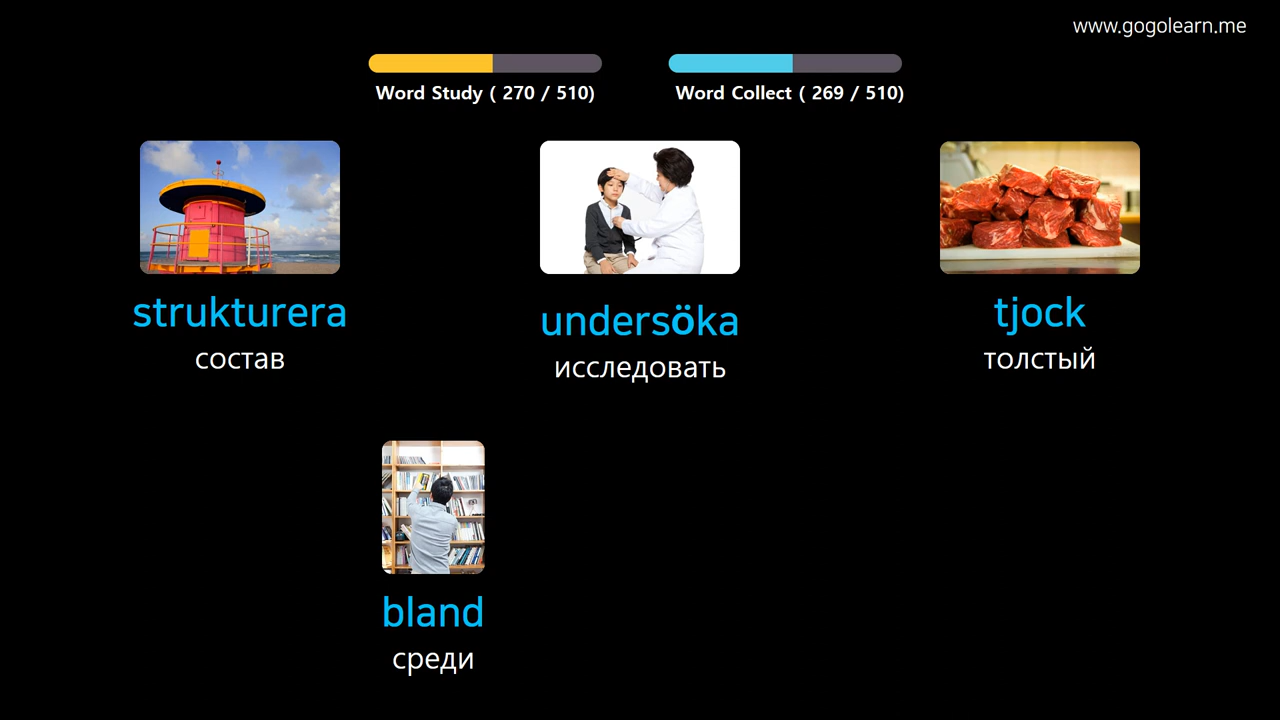 www.gogolearn.me
Word Study ( 270 / 510)
Word Collect ( 269 / 510)
strukturera
состав
undersöka
исследовать
tjock
толстый
bland
среди